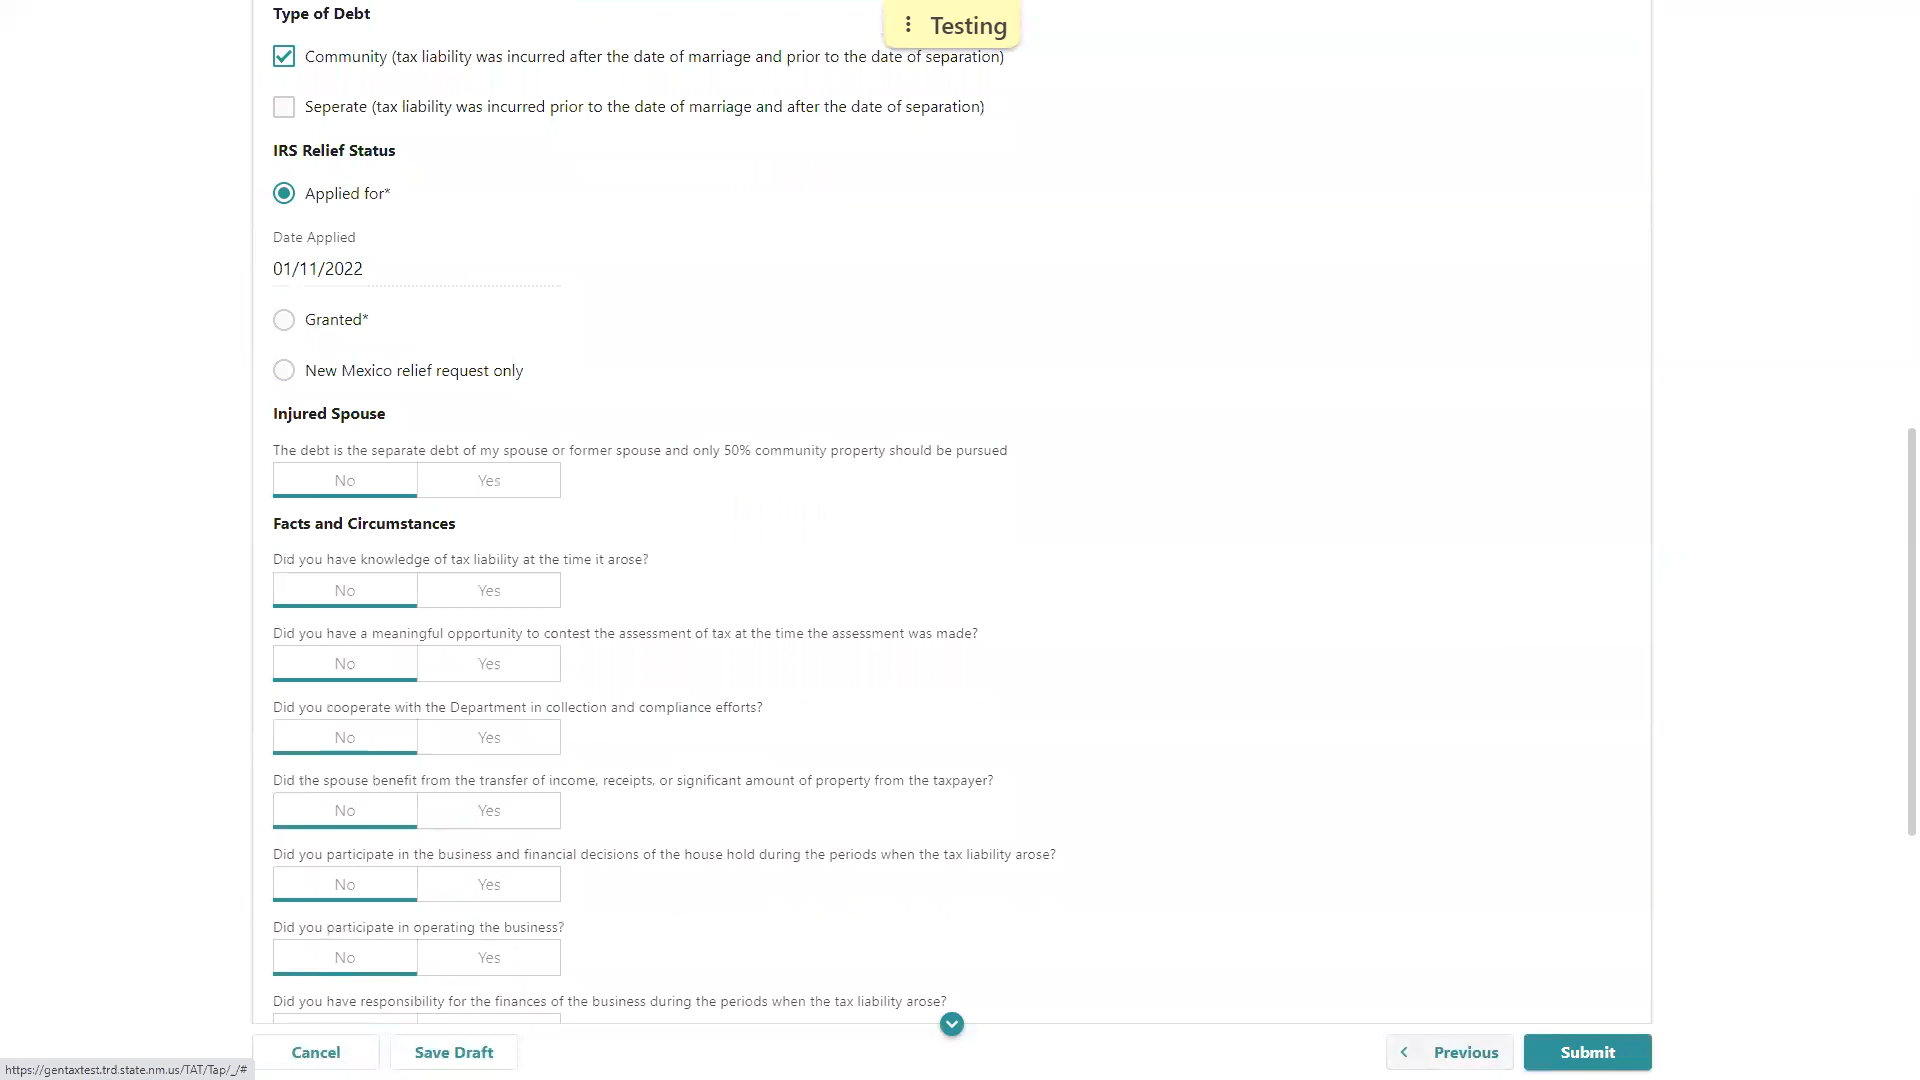 Type of Debt
Testing
Community (tax liability was incurred after the date of marriage and prior to the date of separation)
Seperate (tax liability was incurred prior to the date of marriage and after the date of separation)
IRS Relief Status
Applied for*
Date Applied
01/11/2022
Granted*
New Mexico relief request only
Injured Spouse
The debt is the separate debt of my spouse or former spouse and only 50% community property should be pursued
No Yes
Facts and Circumstances
Did you have knowledge of tax liability at the time it arose?
No Yes
Did you have a meaningful opportunity to contest the assessment of tax at the time the assessment was made?
No Yes
Did you cooperate with the Department in collection and compliance efforts?
No Yes
Did the spouse benefit from the transfer of income, receipts, or significant amount of property from the taxpayer?
No Yes
Did you participate in the business and financial decisions of the house hold during the periods when the tax liability arose?
No Yes
Did you participate in operating the business?
No Yes
Did you have responsibility for the finances of the business during the periods when the tax liability arose?
Cancel Save Draft Previous Submit
https://gentaxtest.trd.state.nm.us/TAT/Tap/_/#